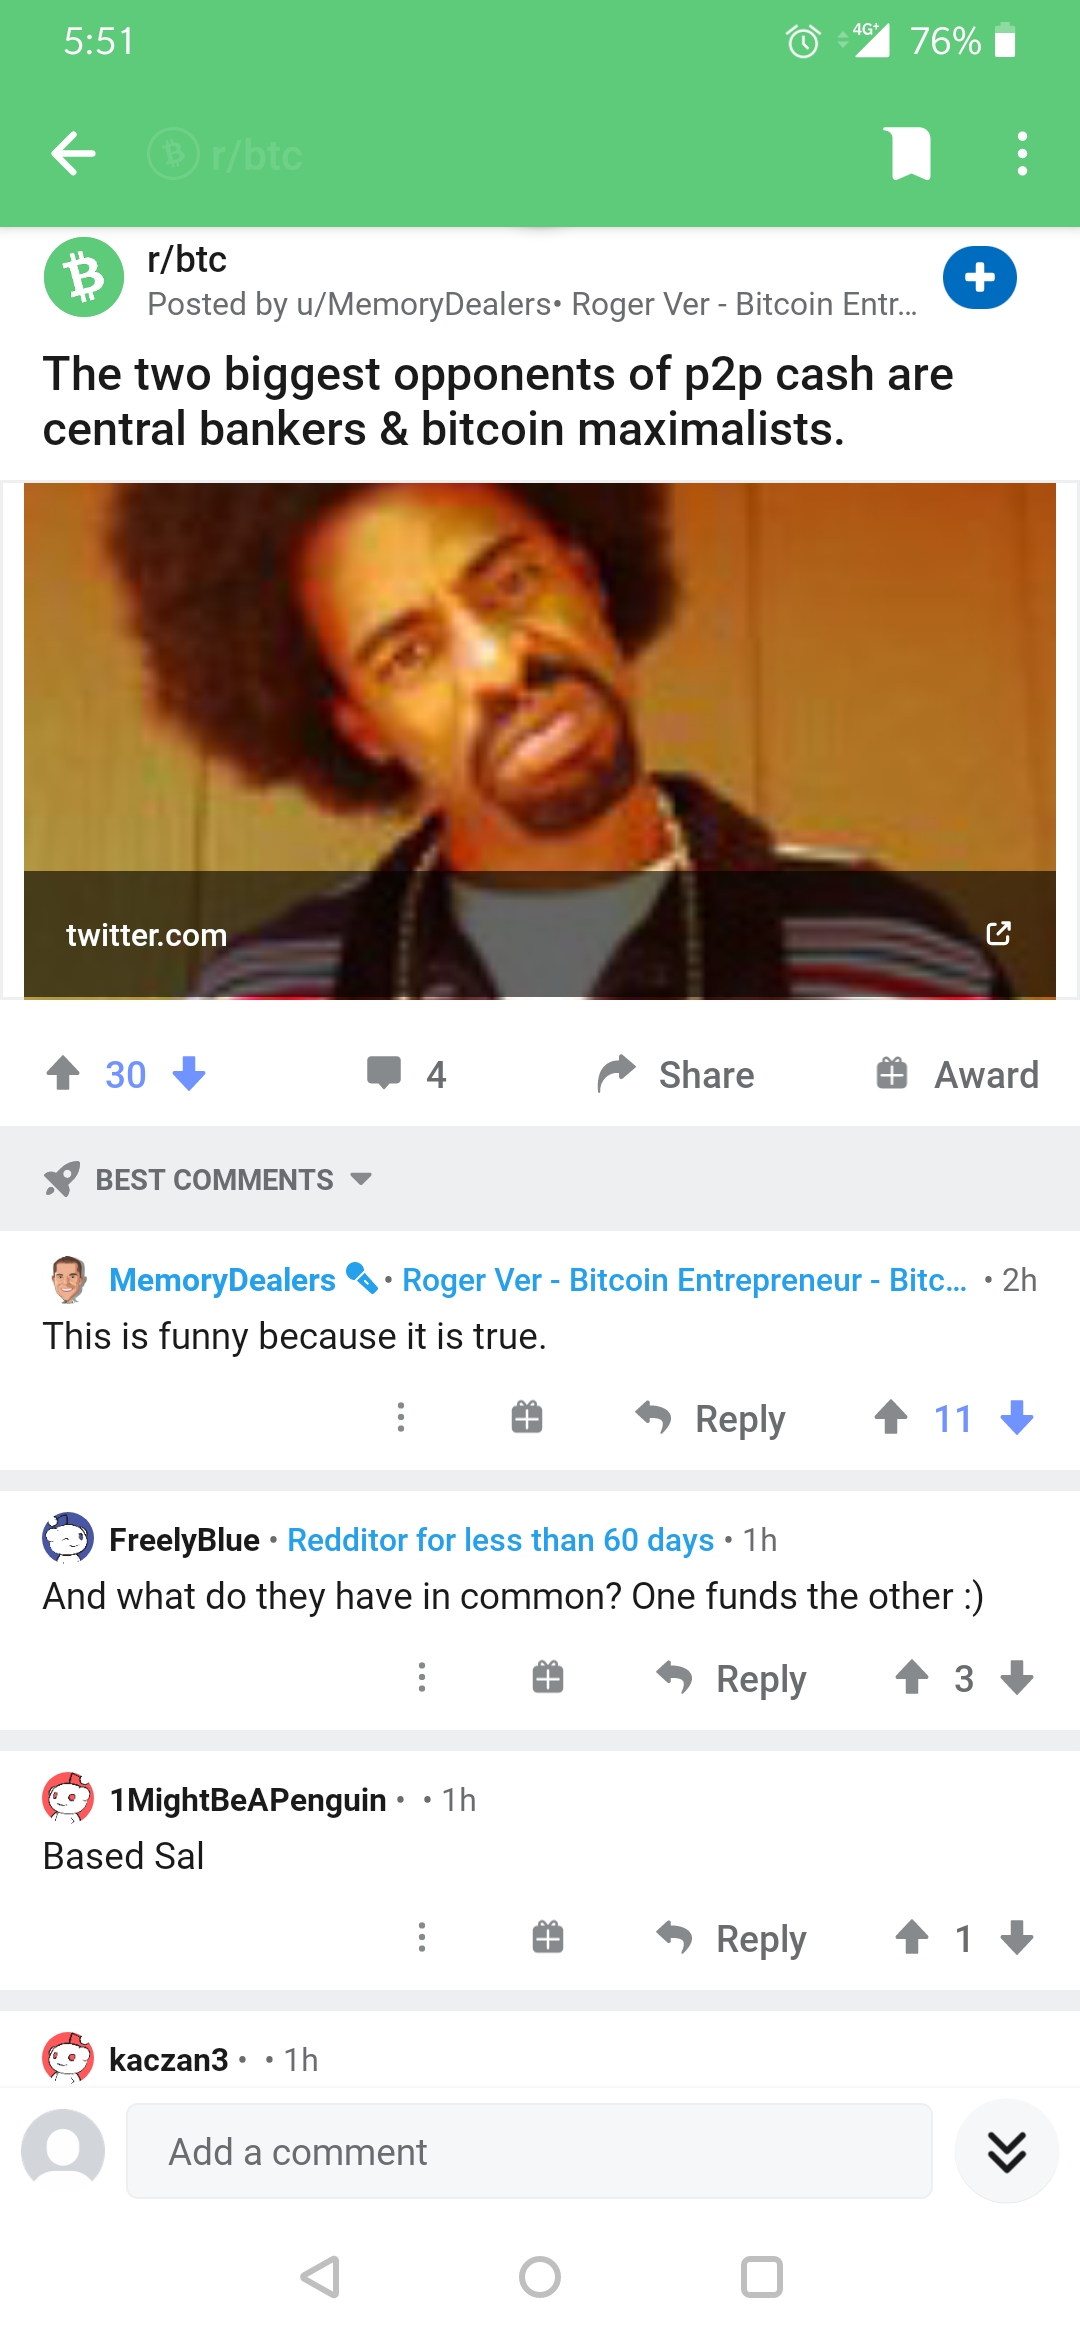 5:51
4G+ 76%
r/btc
r/btc
Posted by u/MemoryDealers• Roger Ver - Bitcoin Entr...
The two biggest opponents of p2p cash are
central bankers & bitcoin maximalists.
twitter.com
30 4 Share Award
BEST COMMENTS
MemoryDealers • Roger Ver - Bitcoin Entrepreneur - Bitc... • 2h
This is funny because it is true.
Reply 11
FreelyBlue • Redditor for less than 60 days • 1h
And what do they have in common? One funds the other :)
Reply 3
1MightBeAPenguin • • 1h
Based Sal
Reply 1
kaczan3 • • 1h
Add a comment